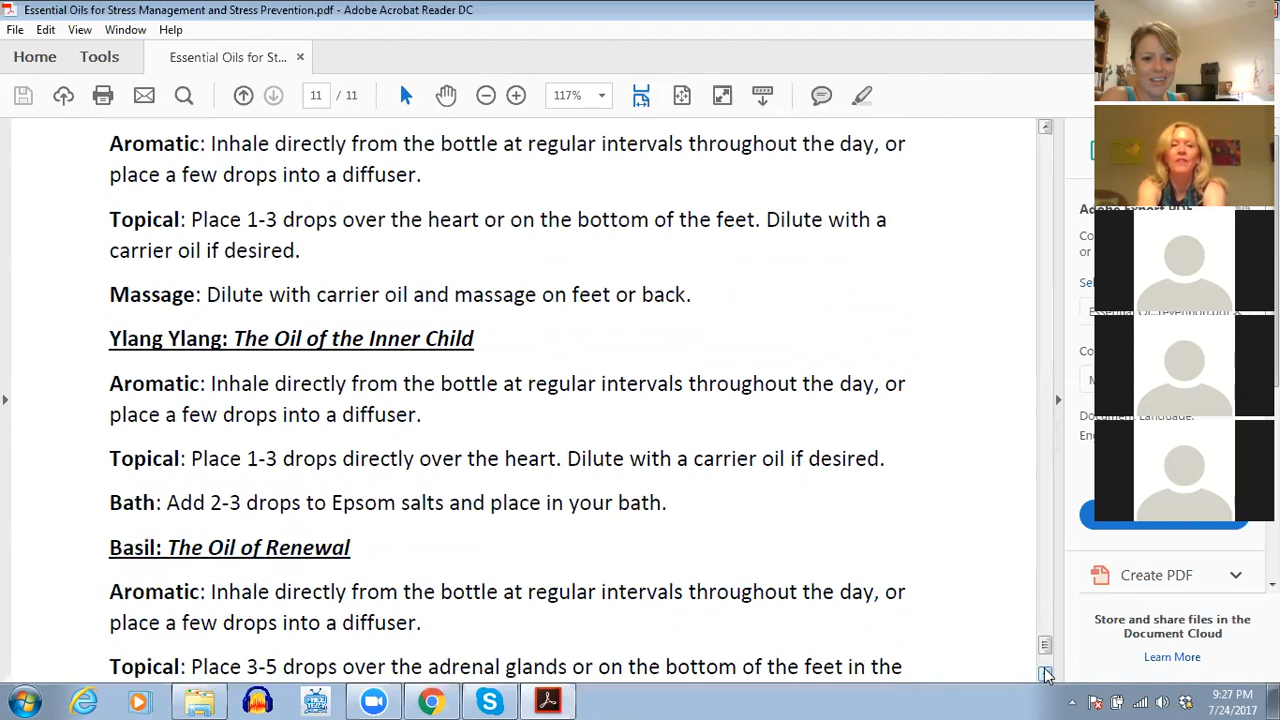 Essential Oils for Stress Management and Stress Prevention.pdf - Adobe Acrobat Reader DC
File Edit View Window Help
Home Tools Essential Oils for St... ×
11 / 11 117%
Aromatic: Inhale directly from the bottle at regular intervals throughout the day, or
place a few drops into a diffuser.
Topical: Place 1-3 drops over the heart or on the bottom of the feet. Dilute with a
carrier oil if desired.
Massage: Dilute with carrier oil and massage on feet or back.
Ylang Ylang: The Oil of the Inner Child
Aromatic: Inhale directly from the bottle at regular intervals throughout the day, or
place a few drops into a diffuser.
Topical: Place 1-3 drops directly over the heart. Dilute with a carrier oil if desired.
Bath: Add 2-3 drops to Epsom salts and place in your bath.
Basil: The Oil of Renewal
Aromatic: Inhale directly from the bottle at regular intervals throughout the day, or
place a few drops into a diffuser.
Topical: Place 3-5 drops over the adrenal glands or on the bottom of the feet in the
Create PDF
Store and share files in the
Document Cloud
Learn More
9:27 PM
7/24/2017